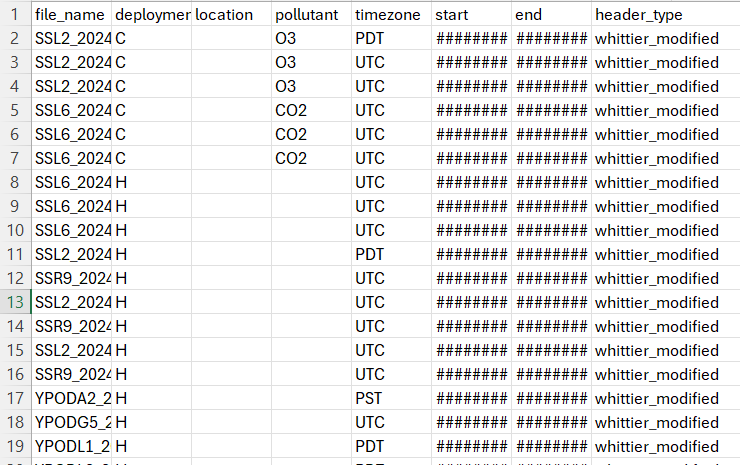 1 file_name deploymer location pollutant timezone start end header_type
2 SSL2_2024 C O3 PDT ######## ######## whittier_modified
3 SSL2_2024 C O3 UTC ######## ######## whittier_modified
4 SSL2_2024 C O3 UTC ######## ######## whittier_modified
5 SSL6_2024 C CO2 UTC ######## ######## whittier_modified
6 SSL6_2024 C CO2 UTC ######## ######## whittier_modified
7 SSL6_2024 C CO2 UTC ######## ######## whittier_modified
8 SSL6_2024 H UTC ######## ######## whittier_modified
9 SSL6_2024 H UTC ######## ######## whittier_modified
10 SSL6_2024 H UTC ######## ######## whittier_modified
11 SSL2_2024 H PDT ######## ######## whittier_modified
12 SSR9_2024 H UTC ######## ######## whittier_modified
13 SSL2_2024 H UTC ######## ######## whittier_modified
14 SSR9_2024 H UTC ######## ######## whittier_modified
15 SSL2_2024 H UTC ######## ######## whittier_modified
16 SSR9_2024 H UTC ######## ######## whittier_modified
17 YPODA2_2 H PST ######## ######## whittier_modified
18 YPODG5_2 H UTC ######## ######## whittier_modified
19 YPODL1_2 H PDT ######## ######## whittier_modified